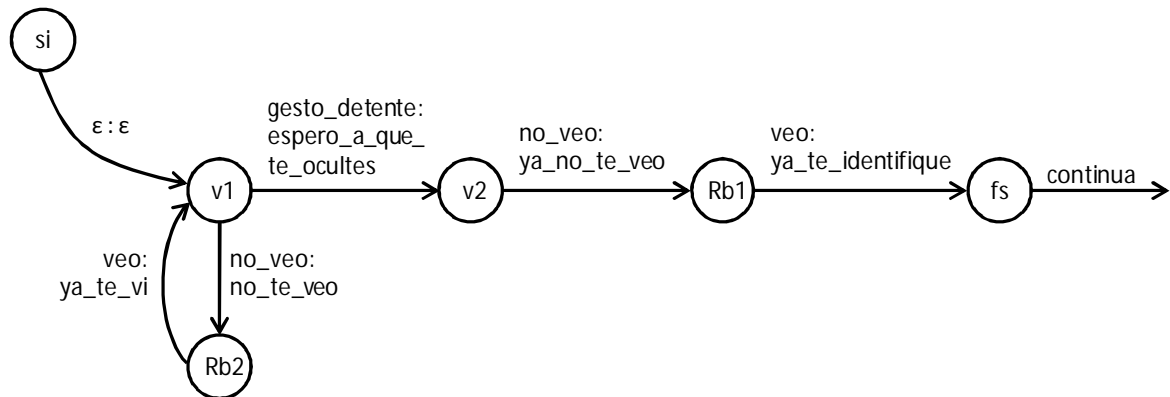 si
ε : ε
gesto_detente:
espero_a_que_
te_ocultes
no_veo:
ya_no_te_veo
veo:
ya_te_identifique
continua
v1
v2
Rb1
fs
veo:
ya_te_vi
no_veo:
no_te_veo
Rb2